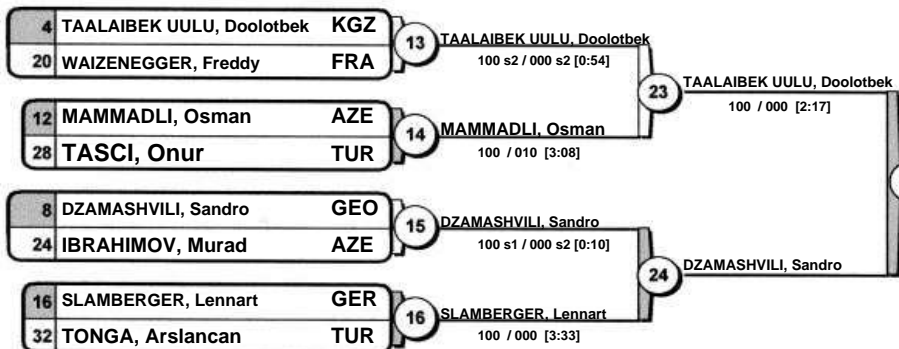 4 TAALAIBEK UULU, Doolotbek KGZ
20 WAIZENEGGER, Freddy FRA
13
TAALAIBEK UULU, Doolotbek
100 s2 / 000 s2 [0:54]
12 MAMMADLI, Osman AZE
28 TASCI, Onur TUR
14
MAMMADLI, Osman
100 / 010 [3:08]
23
TAALAIBEK UULU, Doolotbek
100 / 000 [2:17]
8 DZAMASHVILI, Sandro GEO
24 IBRAHIMOV, Murad AZE
15
DZAMASHVILI, Sandro
100 s1 / 000 s2 [0:10]
16 SLAMBERGER, Lennart GER
32 TONGA, Arslancan TUR
16
SLAMBERGER, Lennart
100 / 000 [3:33]
24
DZAMASHVILI, Sandro